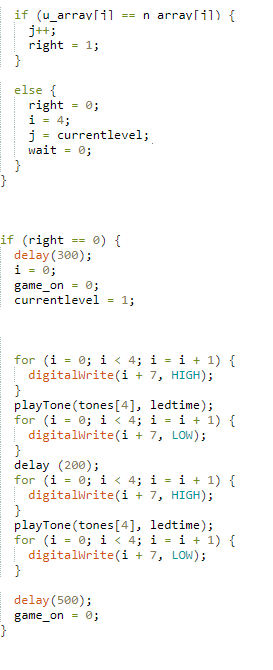 if (u_array[j] == n_array[j]) {
j++;
right = 1;
}
else {
right = 0;
i = 4;
j = currentlevel;
wait = 0;
}
}
if (right == 0) {
delay(300);
i = 0;
game_on = 0;
currentlevel = 1;
for (i = 0; i < 4; i = i + 1) {
digitalWrite(i + 7, HIGH);
}
playTone(tones[4], ledtime);
for (i = 0; i < 4; i = i + 1) {
digitalWrite(i + 7, LOW);
}
delay (200);
for (i = 0; i < 4; i = i + 1) {
digitalWrite(i + 7, HIGH);
}
playTone(tones[4], ledtime);
for (i = 0; i < 4; i = i + 1) {
digitalWrite(i + 7, LOW);
}
delay(500);
game_on = 0;
}